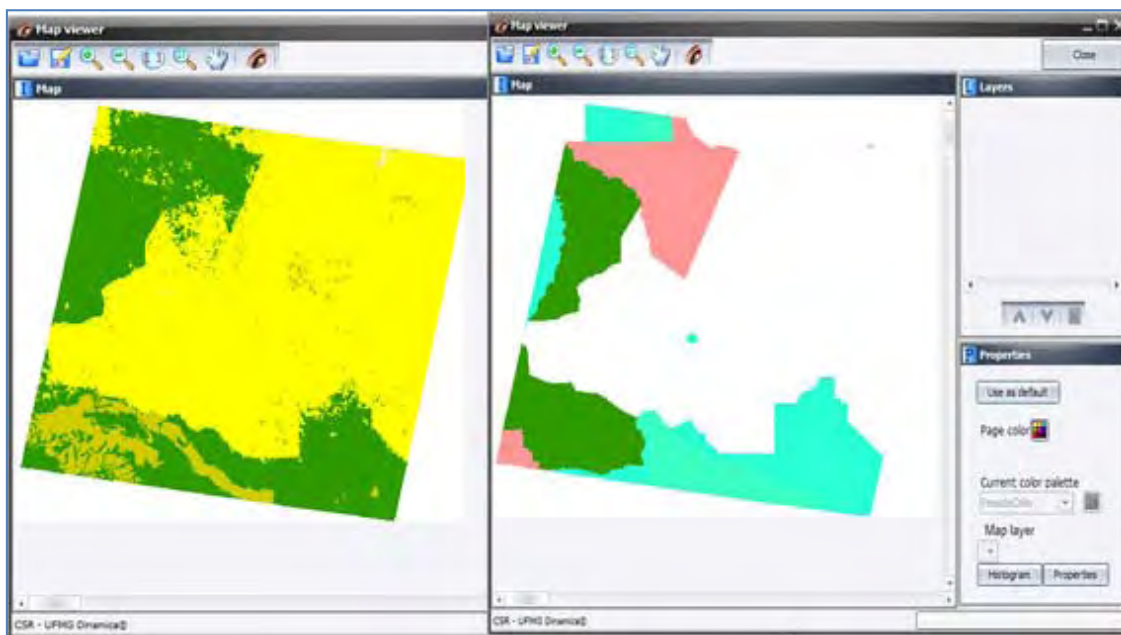 Map viewer
Map
CSR - UFMG Dinamica®
Map viewer
Close
Map
Layers
Properties
Use as default
Page color
Current color palette
PseudoColor
Map layer
Histogram
Properties
CSR - UFMG Dinamica®